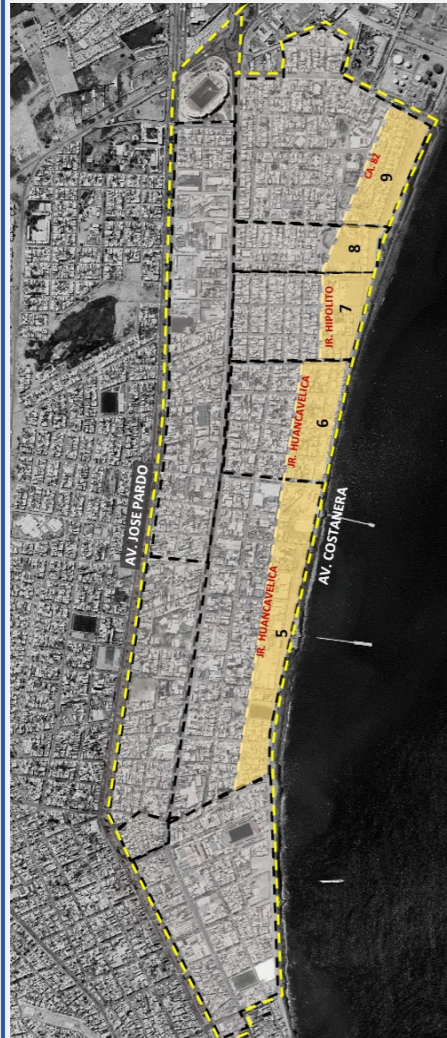 CA. 82
9
8
JR. HIPOLITO
7
JR. HUANCAVELICA
6
AV. JOSE PARDO
AV. COSTANERA
JR. HUANCAVELICA
5